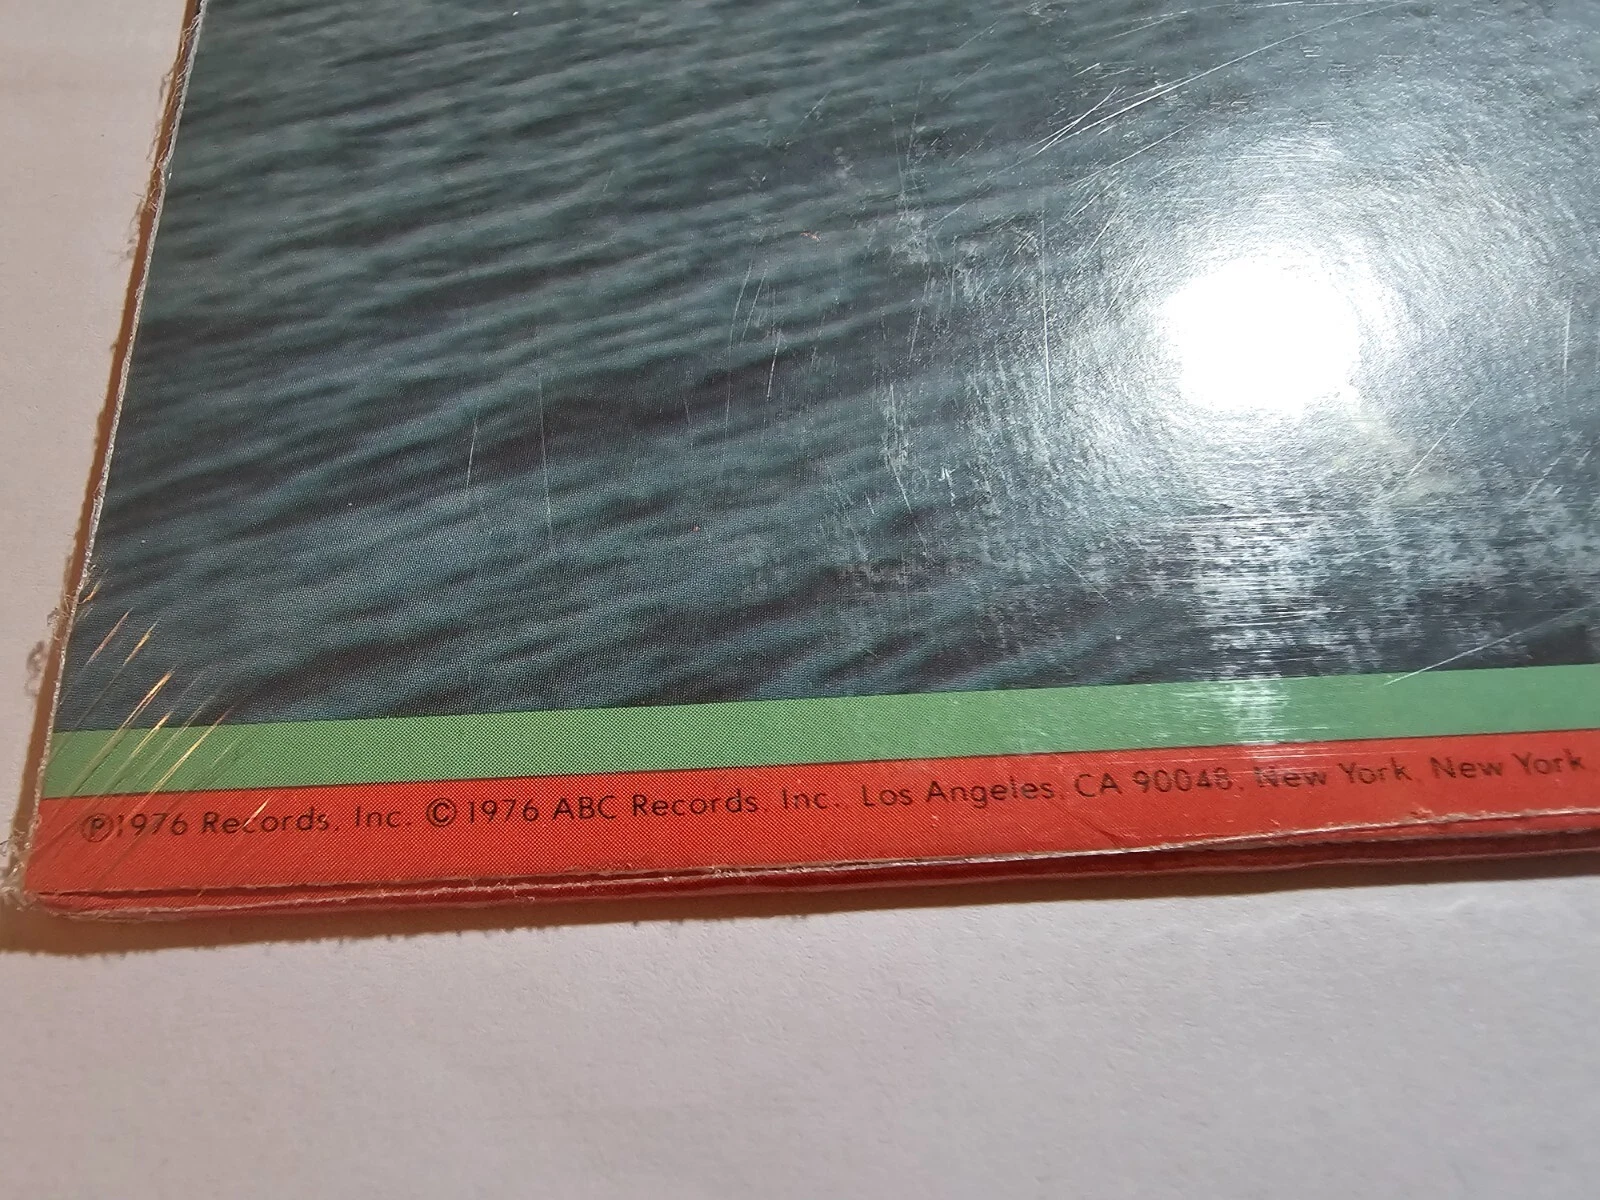 ℗1976 Records, Inc. ©1976 ABC Records, Inc., Los Angeles, CA 90048, New York, New York